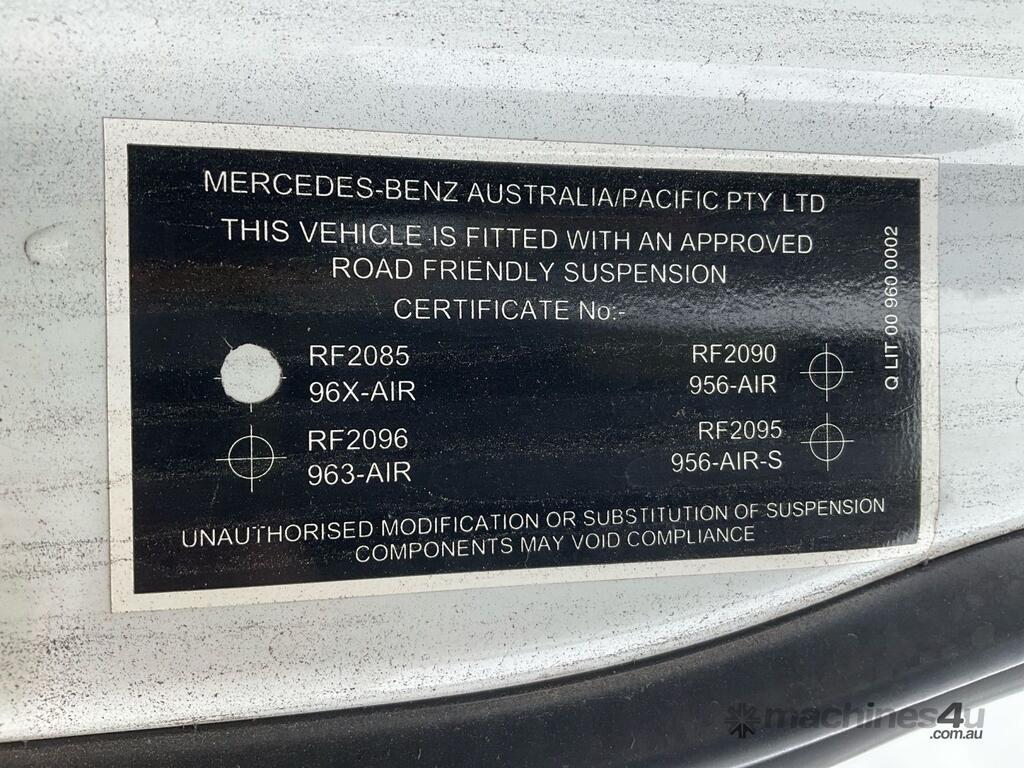 MERCEDES-BENZ AUSTRALIA/PACIFIC PTY LTD
THIS VEHICLE IS FITTED WITH AN APPROVED
ROAD FRIENDLY SUSPENSION
CERTIFICATE No:-
RF2085
96X-AIR
RF2096
963-AIR
RF2090
956-AIR
RF2095
956-AIR-S
Q LIT 00 960 0002
UNAUTHORISED MODIFICATION OR SUBSTITUTION OF SUSPENSION
COMPONENTS MAY VOID COMPLIANCE
machines4u
.com.au